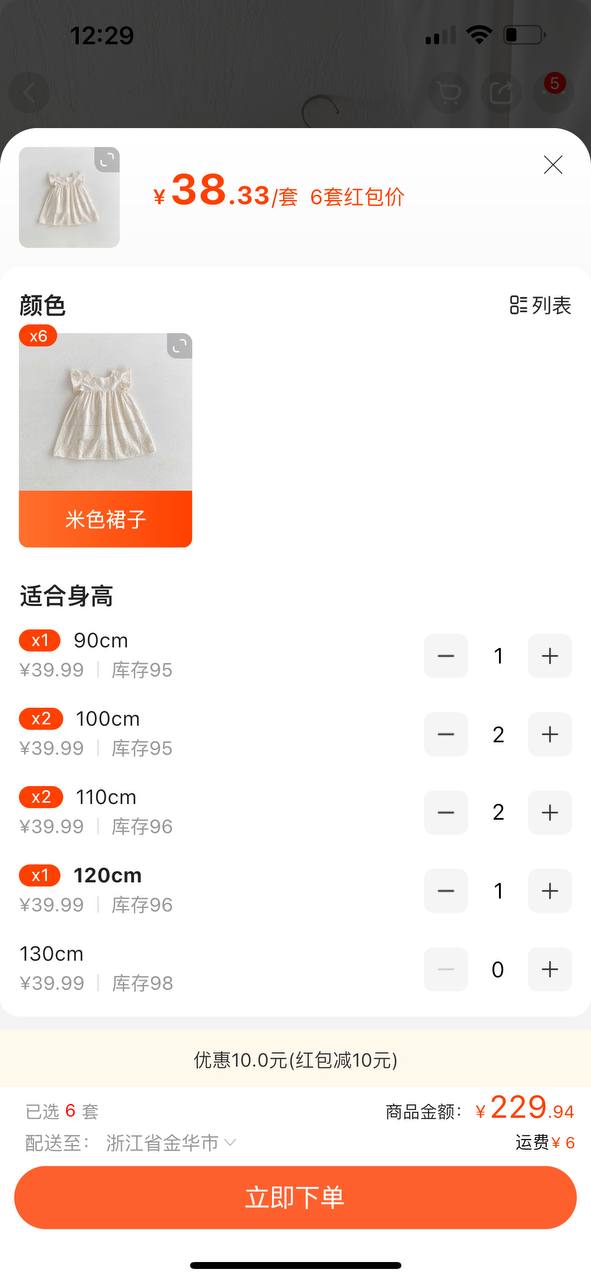 12:29
5
¥38.33/套 6套红包价
颜色
列表
x6
米色裙子
适合身高
x1 90cm
¥39.99 | 库存95
1
x2 100cm
¥39.99 | 库存95
2
x2 110cm
¥39.99 | 库存96
2
x1 120cm
¥39.99 | 库存96
1
130cm
¥39.99 | 库存98
0
优惠10.0元(红包减10元)
已选 6 套
商品金额: ¥229.94
配送至: 浙江省金华市
运费¥6
立即下单